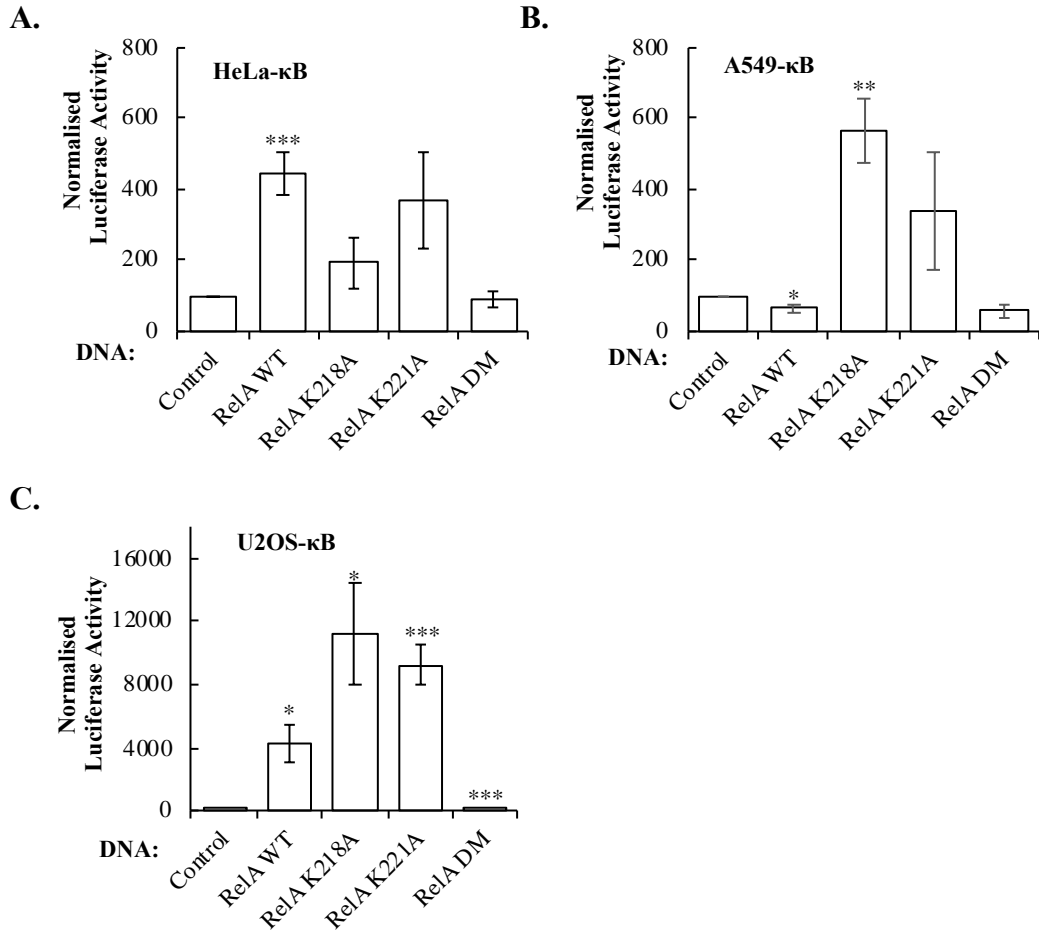 A.
HeLa-κB
Normalised
Luciferase Activity
800
600
400
200
0
***
DNA:
Control
RelA WT
RelA K218A
RelA K221A
RelA DM
B.
A549-κB
Normalised
Luciferase Activity
800
600
400
200
0
*
**
DNA:
Control
RelA WT
RelA K218A
RelA K221A
RelA DM
C.
U2OS-κB
Normalised
Luciferase Activity
16000
12000
8000
4000
0
*
*
***
***
DNA:
Control
RelA WT
RelA K218A
RelA K221A
RelA DM